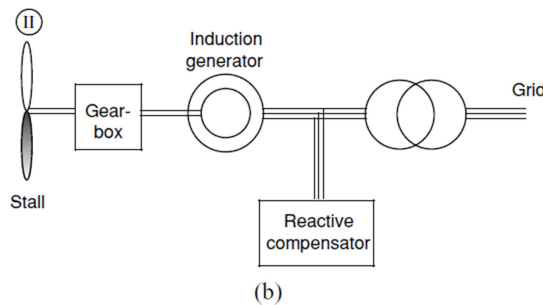 II
Induction
generator
Grid
Gear-
box
Stall
Reactive
compensator
(b)